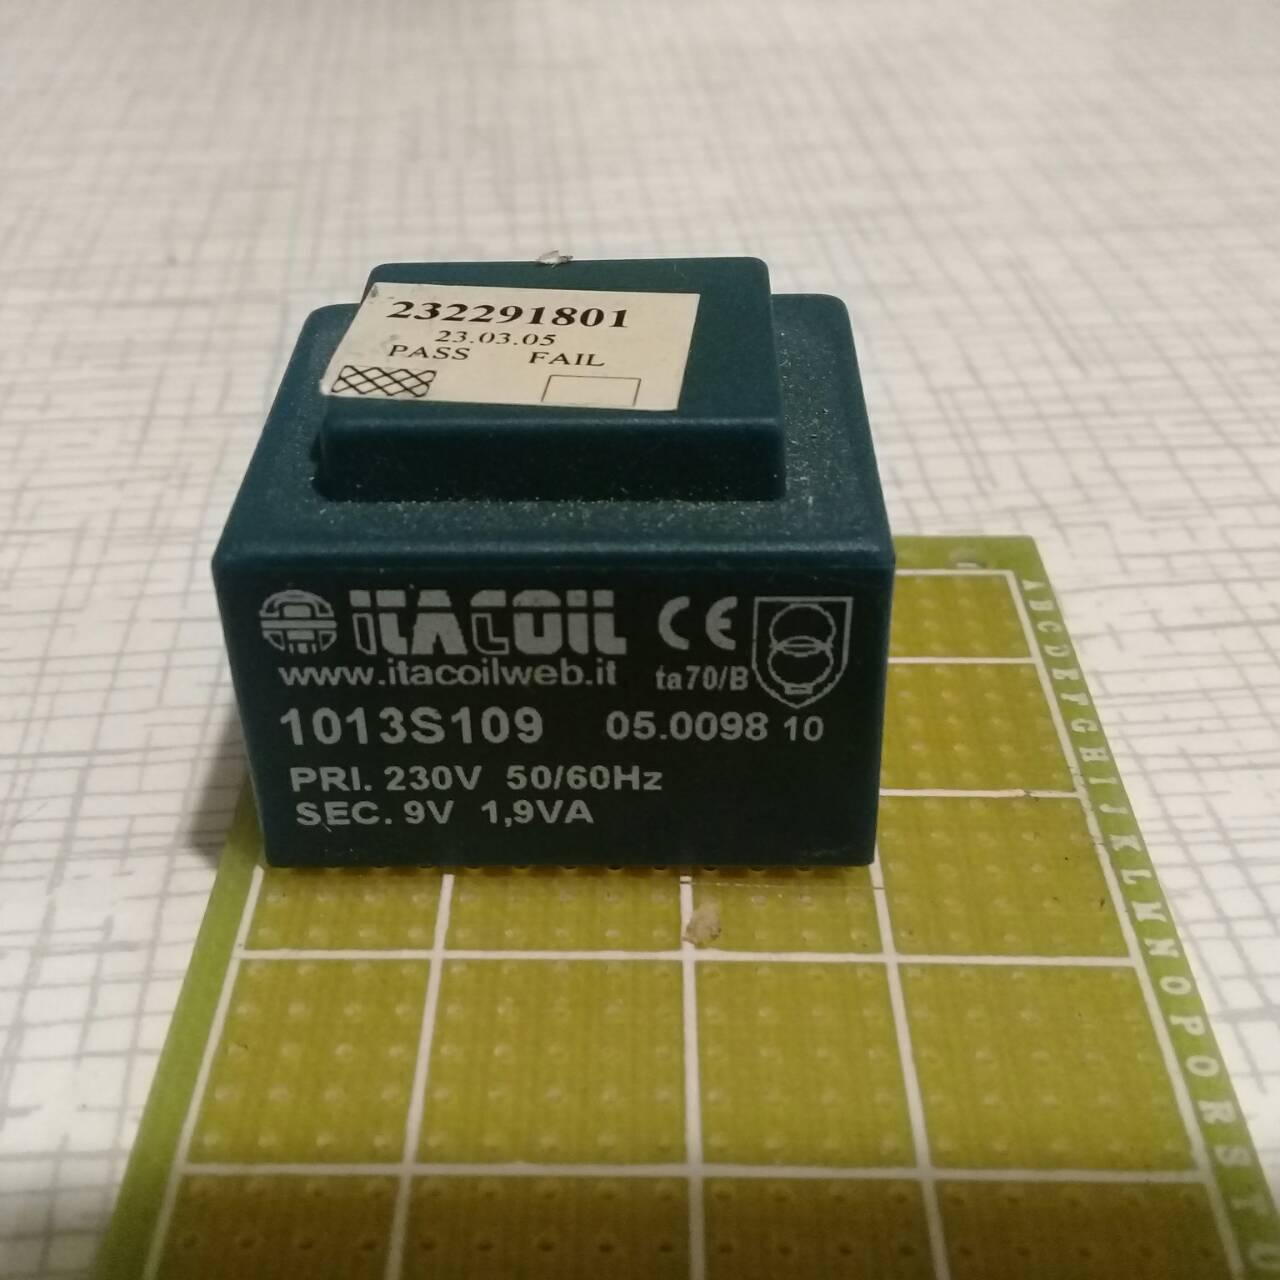 232291801
23.03.05
PASS FAIL
ITACOIL CE
www.itacoilweb.it ta70/B
1013S109 05.0098 10
PRI. 230V 50/60Hz
SEC. 9V 1,9VA
A B C D E F G H I J K L M N O P Q R S T U